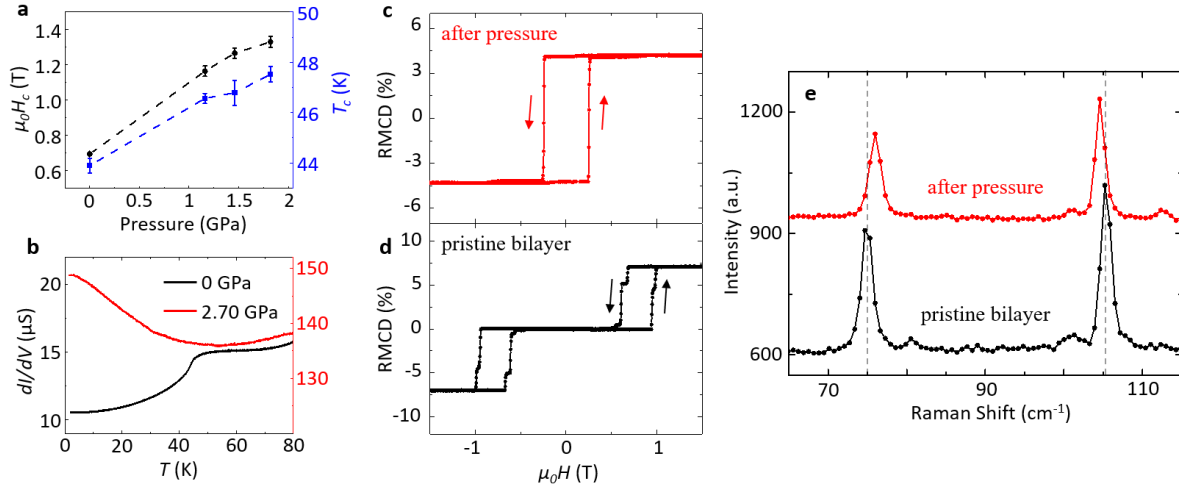 a
μ₀H_c (T)
1.4
1.2
1.0
0.8
0.6
50
48
46
44
T_c (K)
0 0.5 1 1.5 2
Pressure (GPa)
b
dI/dV (μS)
20
15
10
150
140
130
0 GPa
2.70 GPa
0 20 40 60 80
T (K)
c
after pressure
RMCD (%)
6
3
0
-3
-6
d
pristine bilayer
RMCD (%)
10
5
0
-5
-10
-1 0 1
μ₀H (T)
e
Intensity (a.u.)
1200
900
600
after pressure
pristine bilayer
70 90 110
Raman Shift (cm⁻¹)